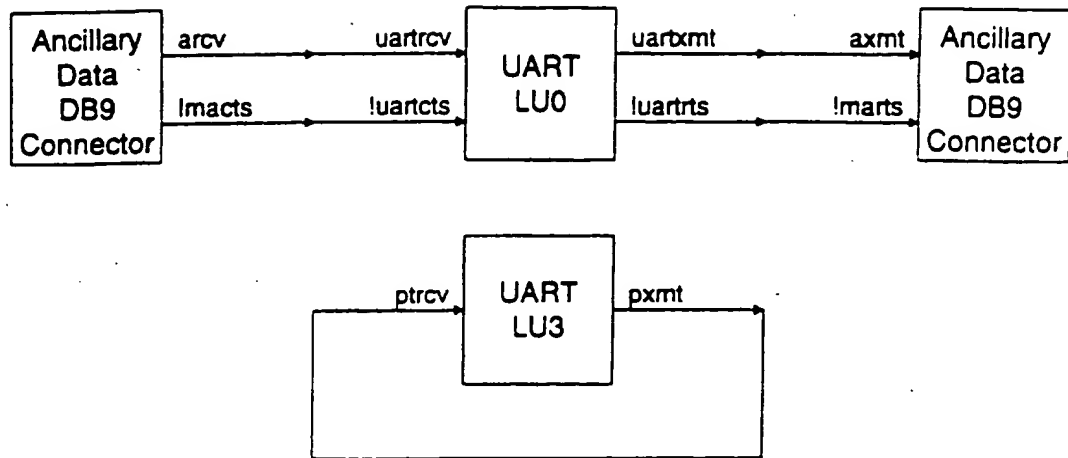 Ancillary
Data
DB9
Connector
arcv
uartrcv
!macts
!uartcts
UART
LU0
uartxmt
axmt
!uartrts
!marts
Ancillary
Data
DB9
Connector
ptrcv
UART
LU3
pxmt